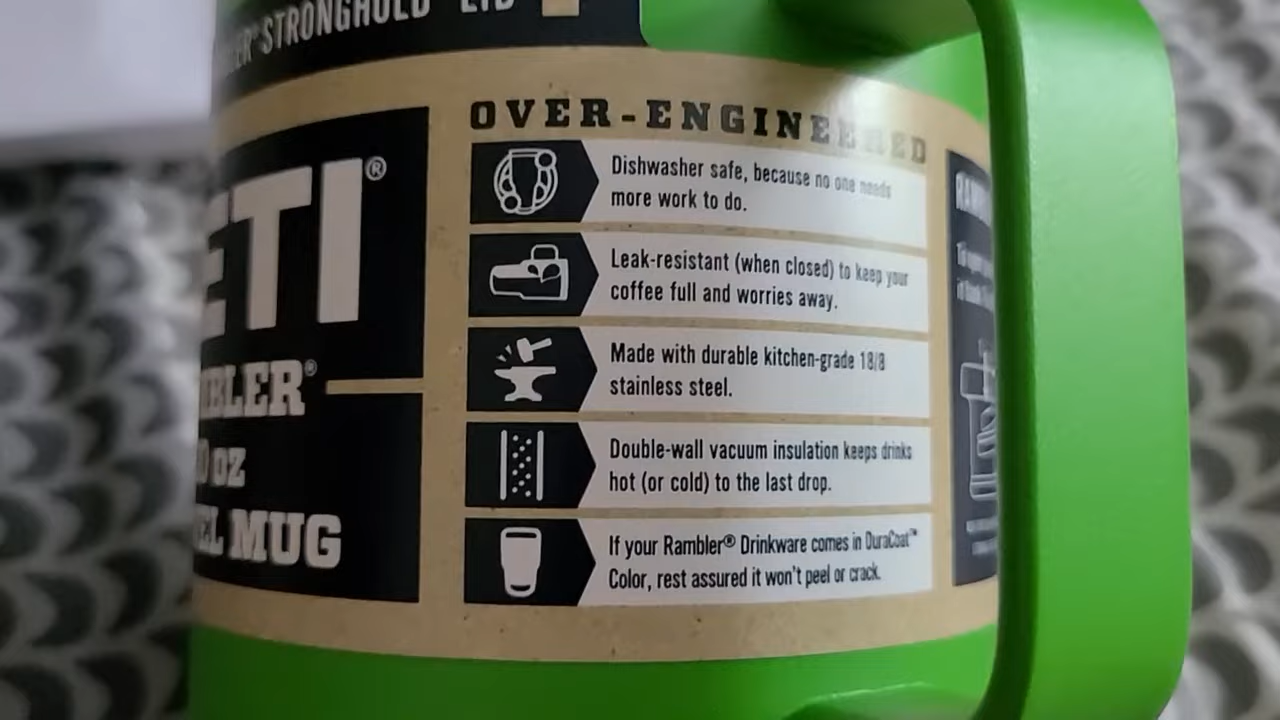 STRONGHOLD™ LID
ETI®
MBLER®
0 OZ
EL MUG
OVER-ENGINEERED
Dishwasher safe, because no one needs
more work to do.
Leak-resistant (when closed) to keep your
coffee full and worries away.
Made with durable kitchen-grade 18/8
stainless steel.
Double-wall vacuum insulation keeps drinks
hot (or cold) to the last drop.
If your Rambler® Drinkware comes in DuraCoat™
Color, rest assured it won't peel or crack.